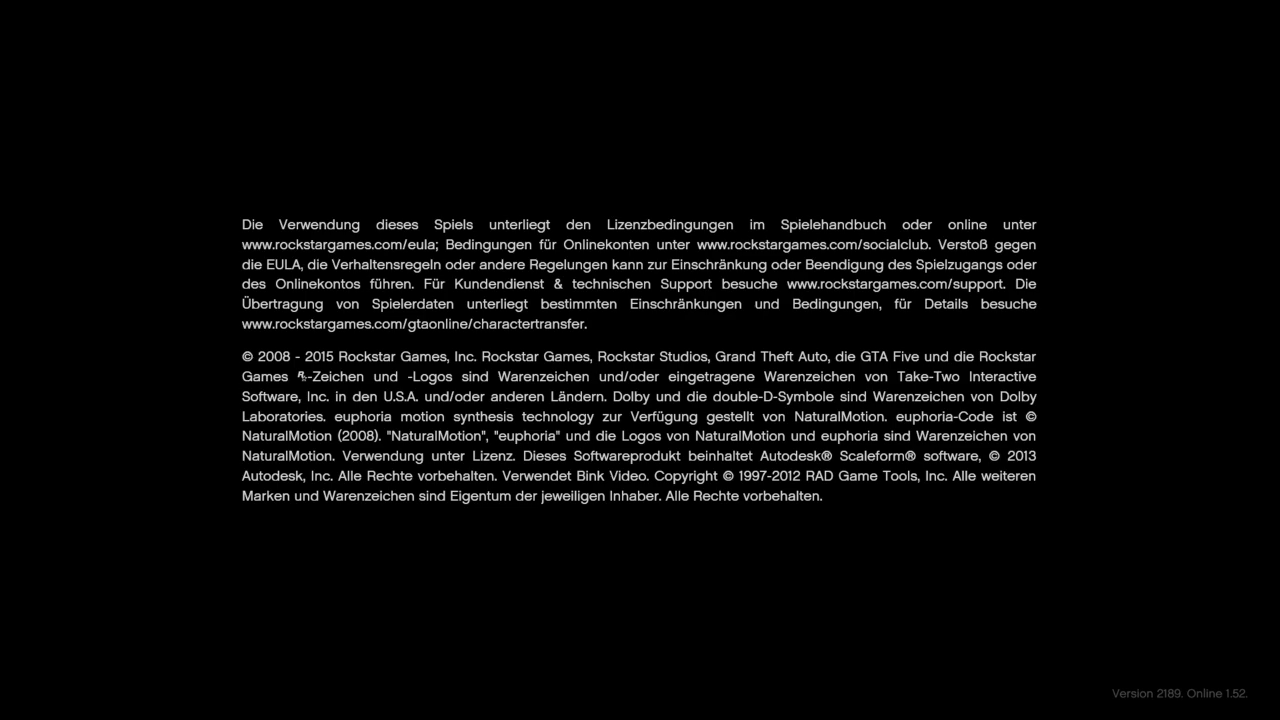 Die Verwendung dieses Spiels unterliegt den Lizenzbedingungen im Spielehandbuch oder online unter
www.rockstargames.com/eula; Bedingungen für Onlinekonten unter www.rockstargames.com/socialclub. Verstoß gegen
die EULA, die Verhaltensregeln oder andere Regelungen kann zur Einschränkung oder Beendigung des Spielzugangs oder
des Onlinekontos führen. Für Kundendienst & technischen Support besuche www.rockstargames.com/support. Die
Übertragung von Spielerdaten unterliegt bestimmten Einschränkungen und Bedingungen, für Details besuche
www.rockstargames.com/gtaonline/charactertransfer.
© 2008 - 2015 Rockstar Games, Inc. Rockstar Games, Rockstar Studios, Grand Theft Auto, die GTA Five und die Rockstar
Games R*-Zeichen und -Logos sind Warenzeichen und/oder eingetragene Warenzeichen von Take-Two Interactive
Software, Inc. in den U.S.A. und/oder anderen Ländern. Dolby und die double-D-Symbole sind Warenzeichen von Dolby
Laboratories. euphoria motion synthesis technology zur Verfügung gestellt von NaturalMotion. euphoria-Code ist ©
NaturalMotion (2008). "NaturalMotion", "euphoria" und die Logos von NaturalMotion und euphoria sind Warenzeichen von
NaturalMotion. Verwendung unter Lizenz. Dieses Softwareprodukt beinhaltet Autodesk® Scaleform® software, © 2013
Autodesk, Inc. Alle Rechte vorbehalten. Verwendet Bink Video. Copyright © 1997-2012 RAD Game Tools, Inc. Alle weiteren
Marken und Warenzeichen sind Eigentum der jeweiligen Inhaber. Alle Rechte vorbehalten.
Version 2189. Online 1.52.